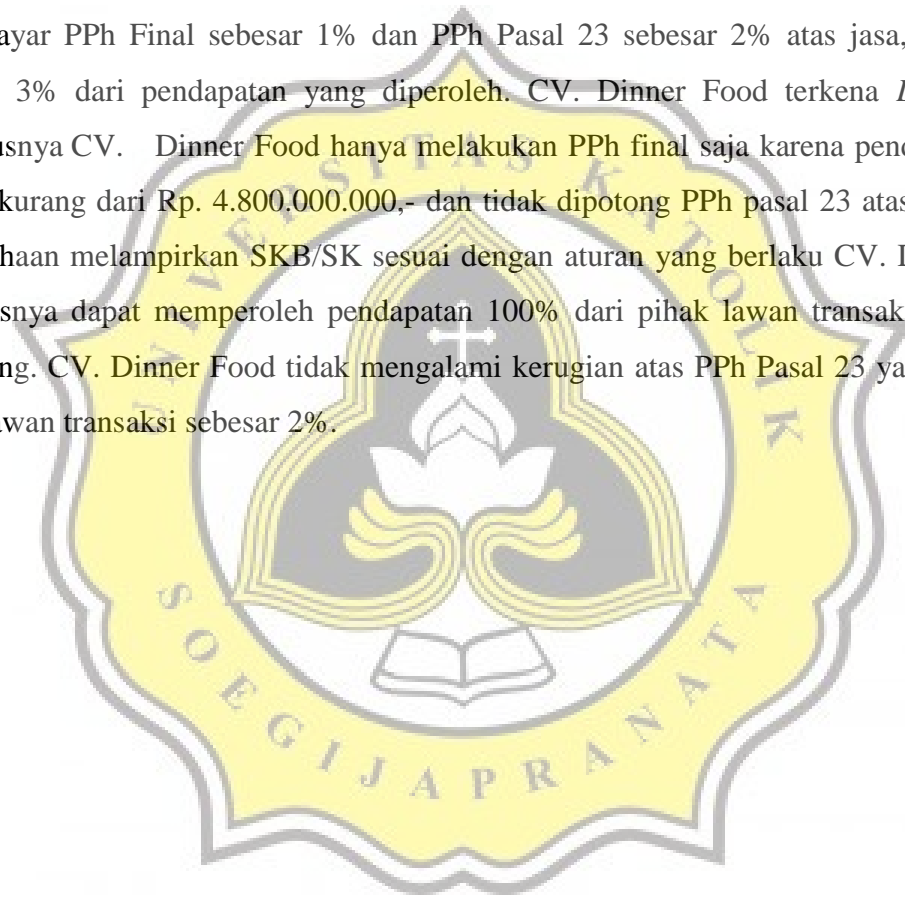 ayar PPh Final sebesar 1% dan PPh Pasal 23 sebesar 2% atas jasa,
3% dari pendapatan yang diperoleh. CV. Dinner Food terkena
usnya CV. Dinner Food hanya melakukan PPh final saja karena
kurang dari Rp. 4.800.000.000,- dan tidak dipotong PPh pasal 23 atas
haan melampirkan SKB/SK sesuai dengan aturan yang berlaku CV.
snya dapat memperoleh pendapatan 100% dari pihak lawan
ng. CV. Dinner Food tidak mengalami kerugian atas PPh Pasal 23
awan transaksi sebesar 2%.
UNIVERSITAS KATOLIK
SOEGIJAPRANATA